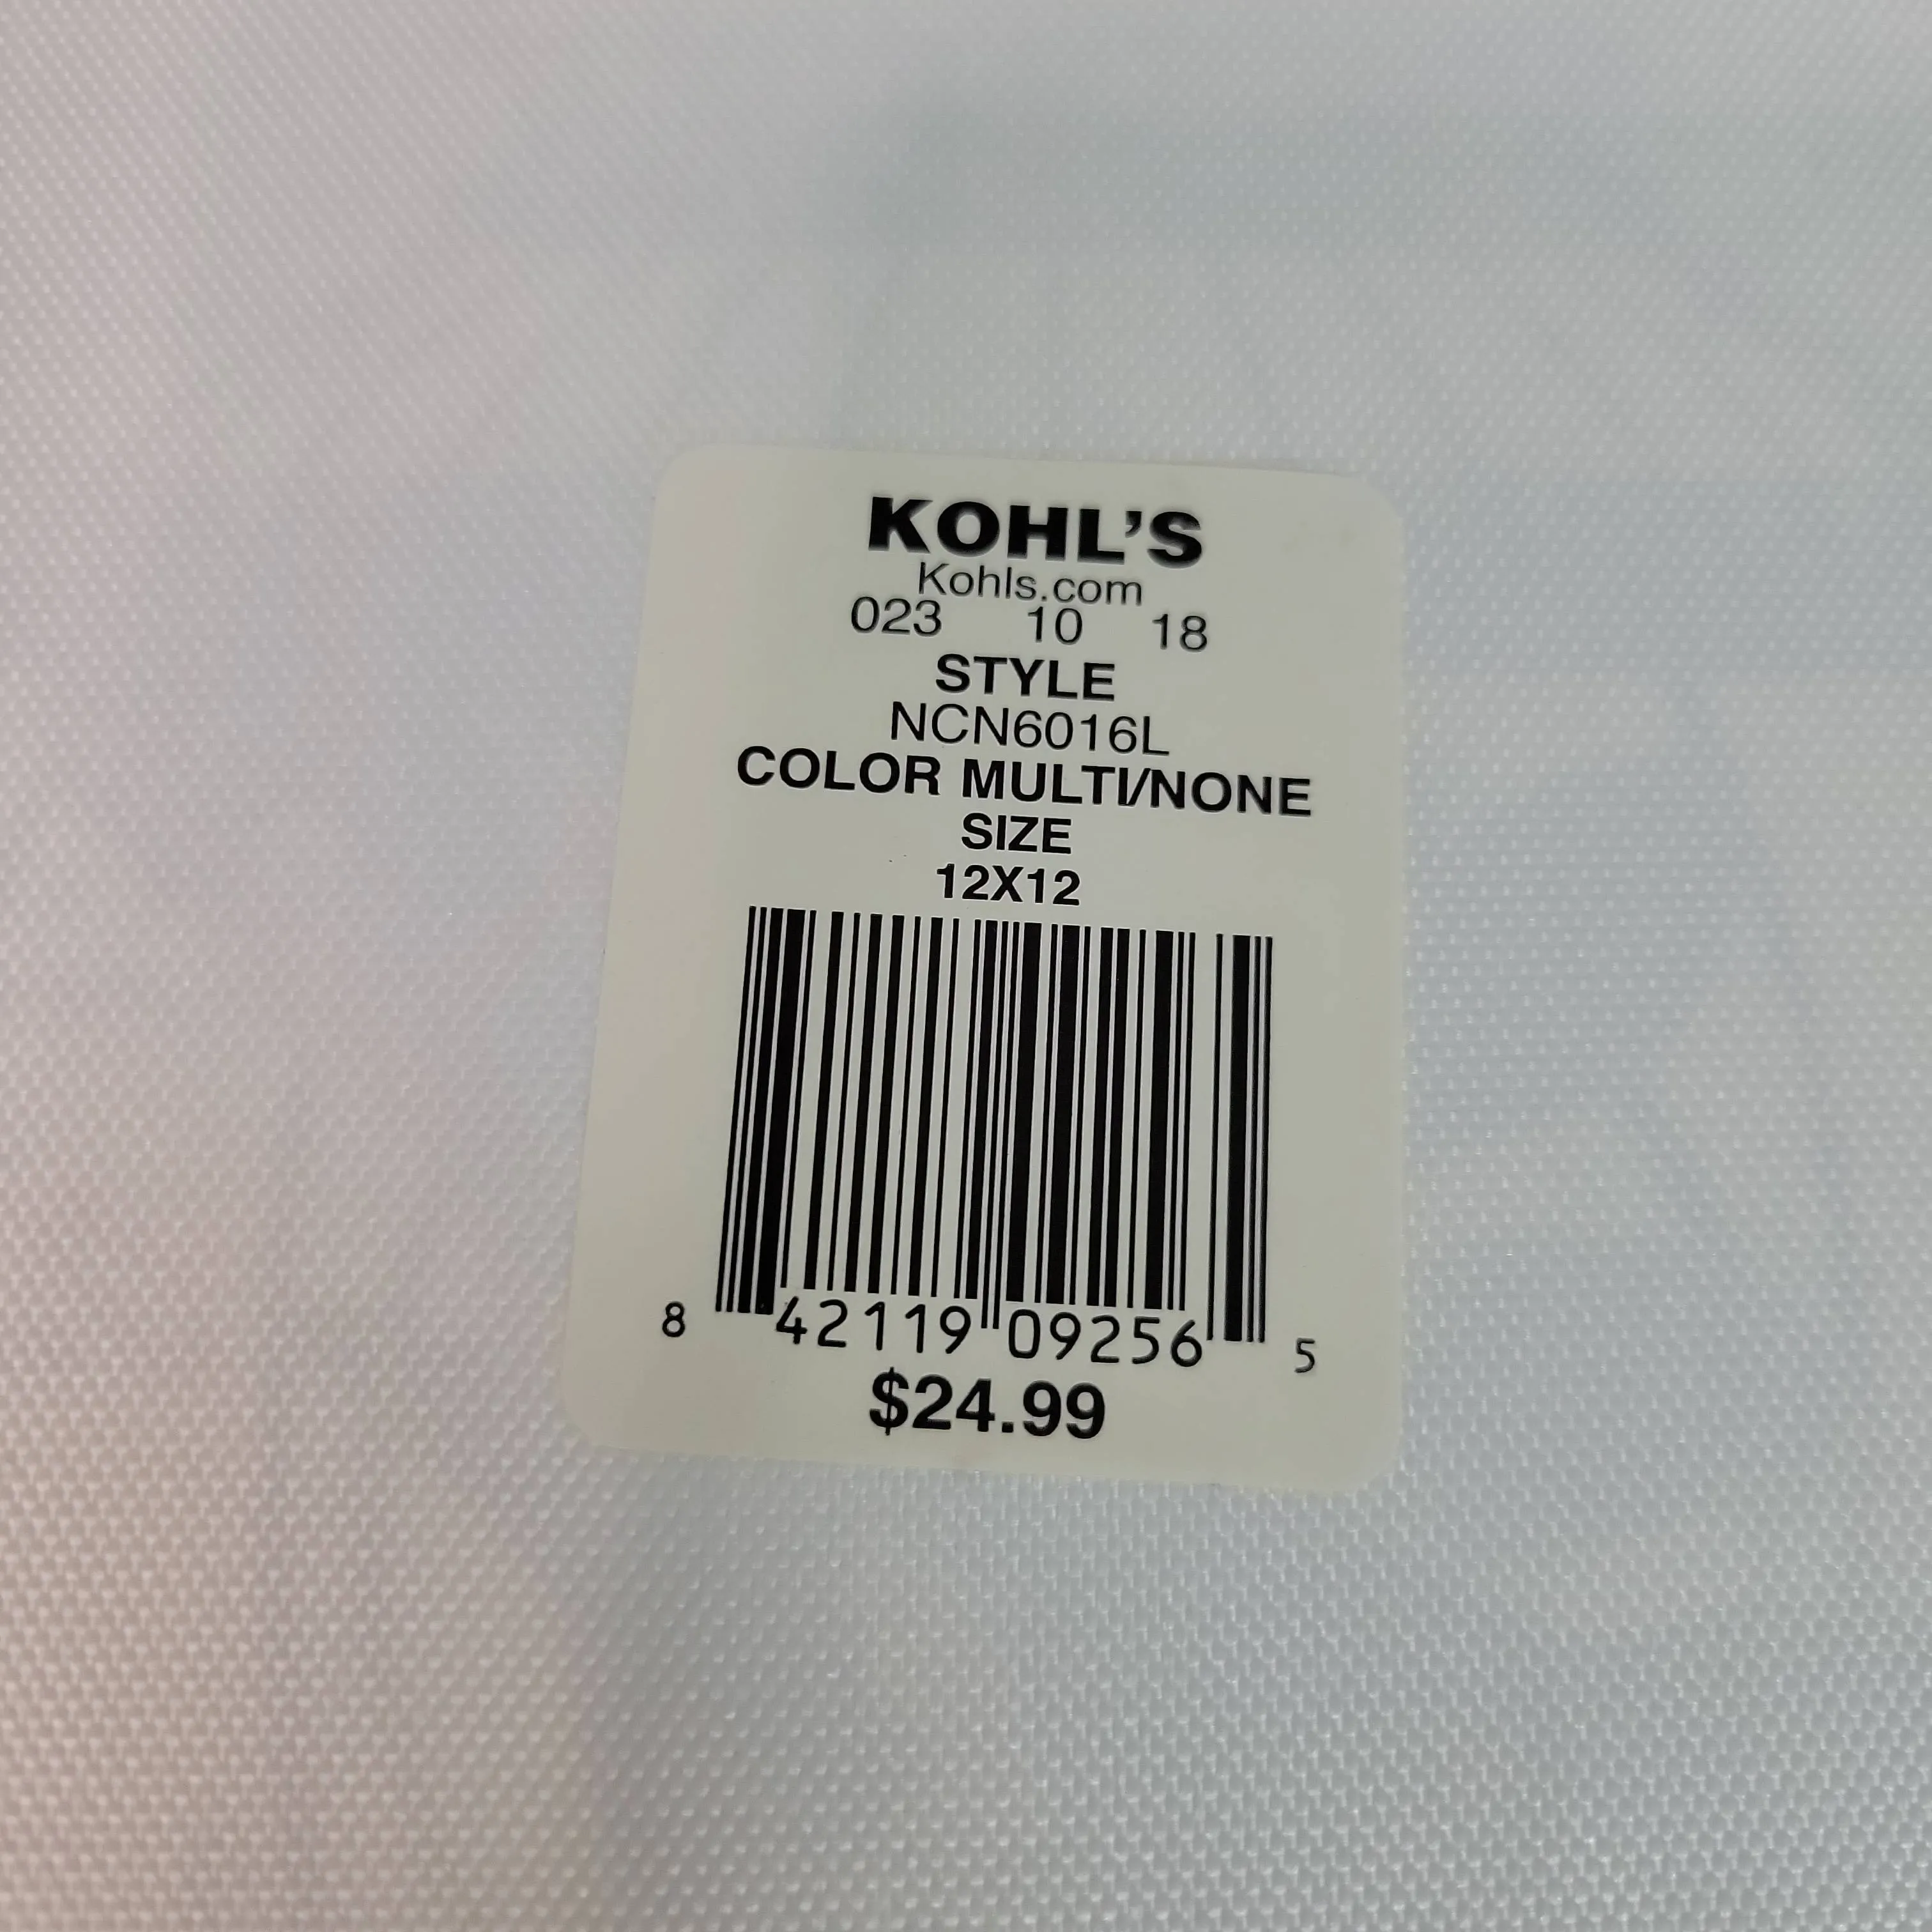 KOHL'S
Kohls.com
023 10 18
STYLE
NCN6016L
COLOR MULTI/NONE
SIZE
12X12
8 42119 09256 5
$24.99